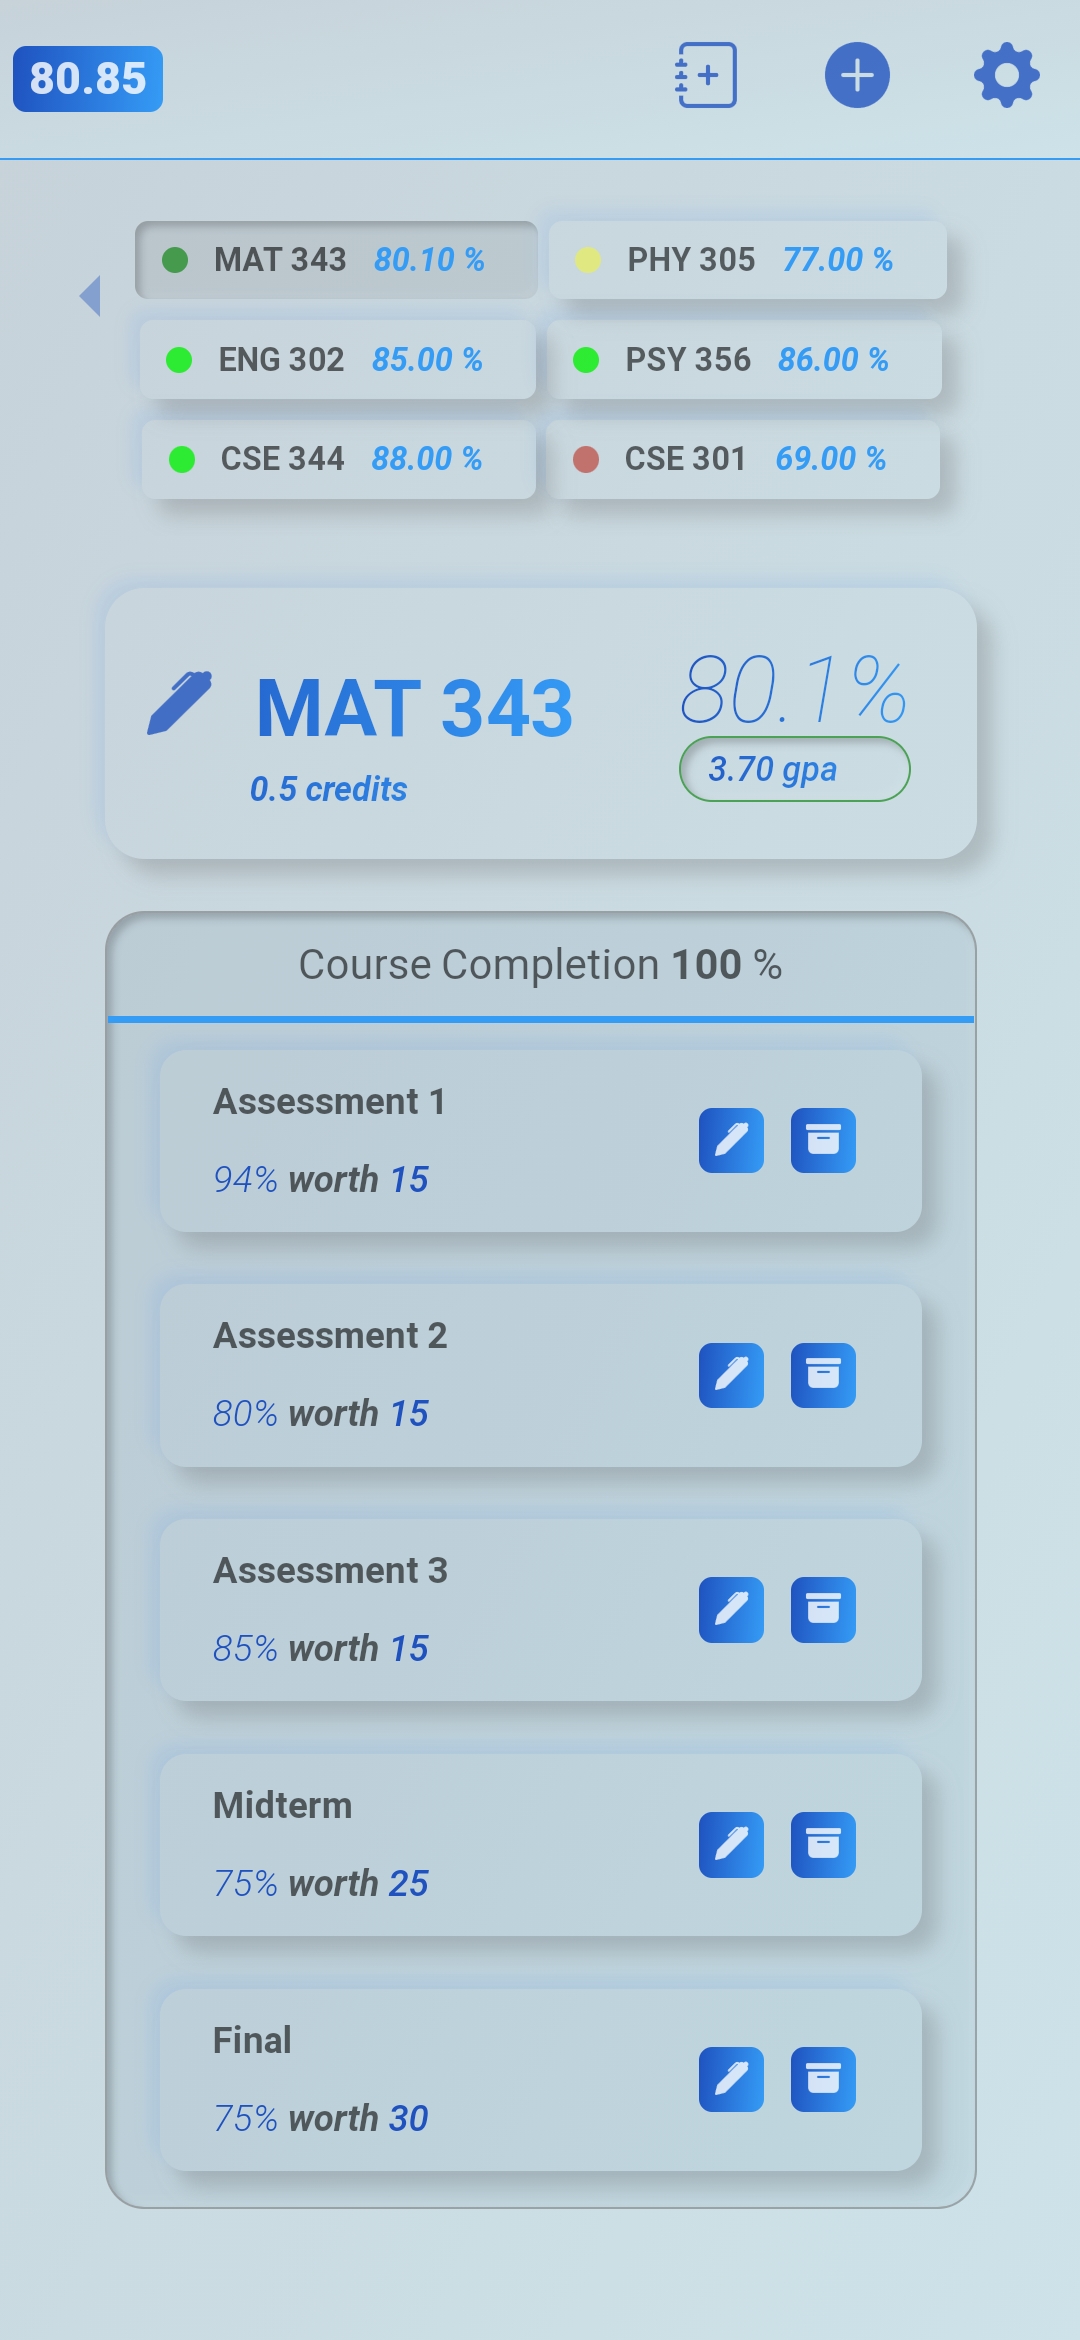 80.85
MAT 343 80.10 %
PHY 305 77.00 %
ENG 302 85.00 %
PSY 356 86.00 %
CSE 344 88.00 %
CSE 301 69.00 %
MAT 343
80.1%
0.5 credits
3.70 gpa
Course Completion 100 %
Assessment 1
94% worth 15
Assessment 2
80% worth 15
Assessment 3
85% worth 15
Midterm
75% worth 25
Final
75% worth 30